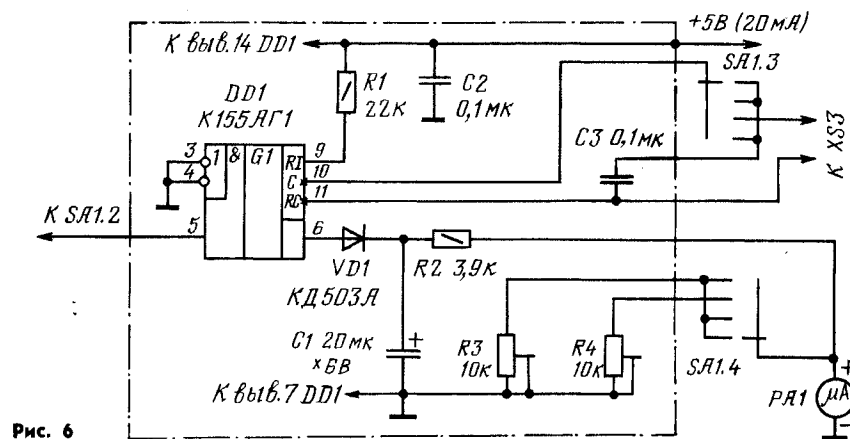 +5В (20мА)
К выв.14 DD1
SA1.3
R1
22к
C2
0,1мк
DD1
К155АГ1
C3 0,1мк
К XS3
3
4
1
&
G1
RI
C
RC
9
10
11
К SA1.2
5
6
VD1
КД503А
R2 3,9к
C1 20мк
×6В
+
R3
10к
R4
10к
SA1.4
К выв.7 DD1
PA1
+
μA
−
Рис. 6